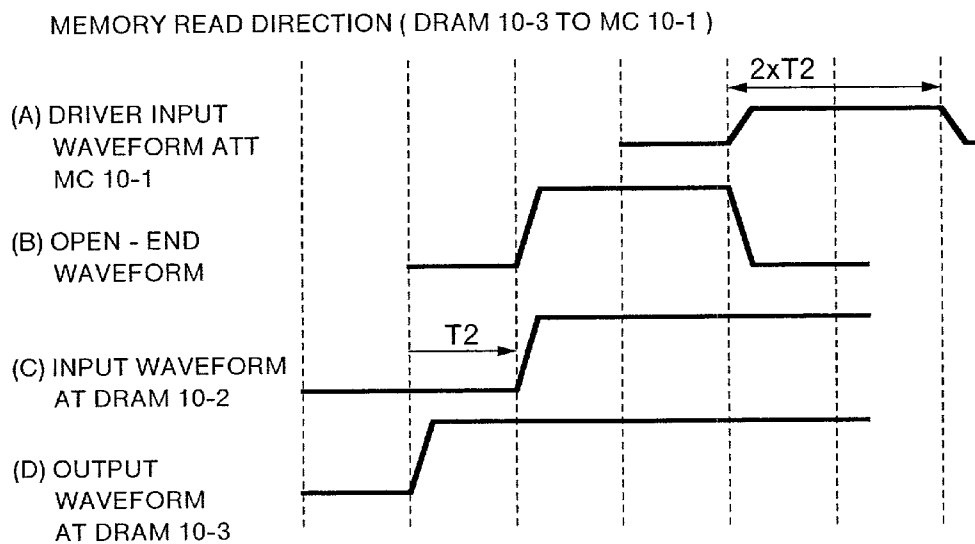 MEMORY READ DIRECTION ( DRAM 10-3 TO MC 10-1 )
2xT2
(A) DRIVER INPUT
WAVEFORM ATT
MC 10-1
(B) OPEN - END
WAVEFORM
T2
(C) INPUT WAVEFORM
AT DRAM 10-2
(D) OUTPUT
WAVEFORM
AT DRAM 10-3